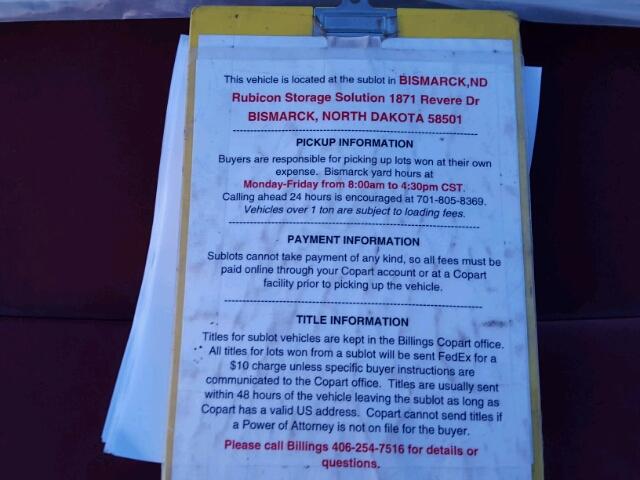 This vehicle is located at the sublot in BISMARCK,ND
Rubicon Storage Solution 1871 Revere Dr
BISMARCK, NORTH DAKOTA 58501
------------------------------------------------------------
PICKUP INFORMATION
Buyers are responsible for picking up lots won at their own
expense. Bismarck yard hours at
Monday-Friday from 8:00am to 4:30pm CST.
Calling ahead 24 hours is encouraged at 701-805-8369.
Vehicles over 1 ton are subject to loading fees.
------------------------------------------------------------
PAYMENT INFORMATION
Sublots cannot take payment of any kind, so all fees must be
paid online through your Copart account or at a Copart
facility prior to picking up the vehicle.
------------------------------------------------------------
TITLE INFORMATION
Titles for sublot vehicles are kept in the Billings Copart office.
All titles for lots won from a sublot will be sent FedEx for a
$10 charge unless specific buyer instructions are
communicated to the Copart office. Titles are usually sent
within 48 hours of the vehicle leaving the sublot as long as
Copart has a valid US address. Copart cannot send titles if
a Power of Attorney is not on file for the buyer.
Please call Billings 406-254-7516 for details or
questions.